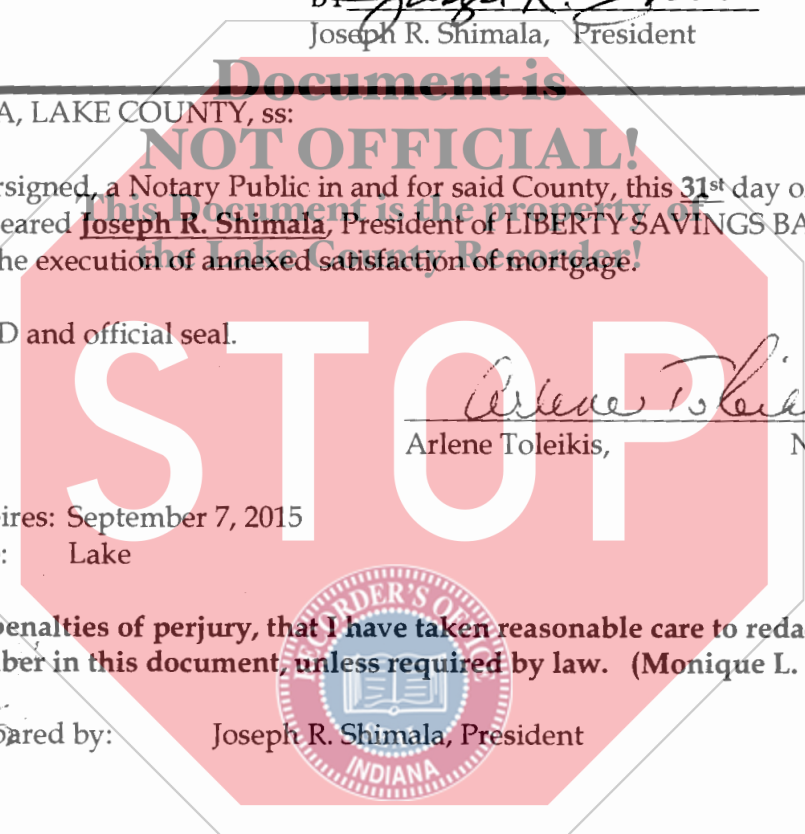 BY
Joseph R. Shimala, President
Document is
A, LAKE COUNTY, ss:
NOT OFFICIAL!
rsigned, a Notary Public in and for said County, this 31st day o
This Document is the property of
eared Joseph R. Shimala, President of LIBERTY SAVINGS BA
the Lake County Recorder!
he execution of annexed satisfaction of mortgage.
D and official seal.
STOP
Arlene Toleikis, N
ires: September 7, 2015
: Lake
RECORDER'S OFFICE
penalties of perjury, that I have taken reasonable care to reda
ber in this document, unless required by law. (Monique L.
SEAL
pared by: Joseph R. Shimala, President
INDIANA